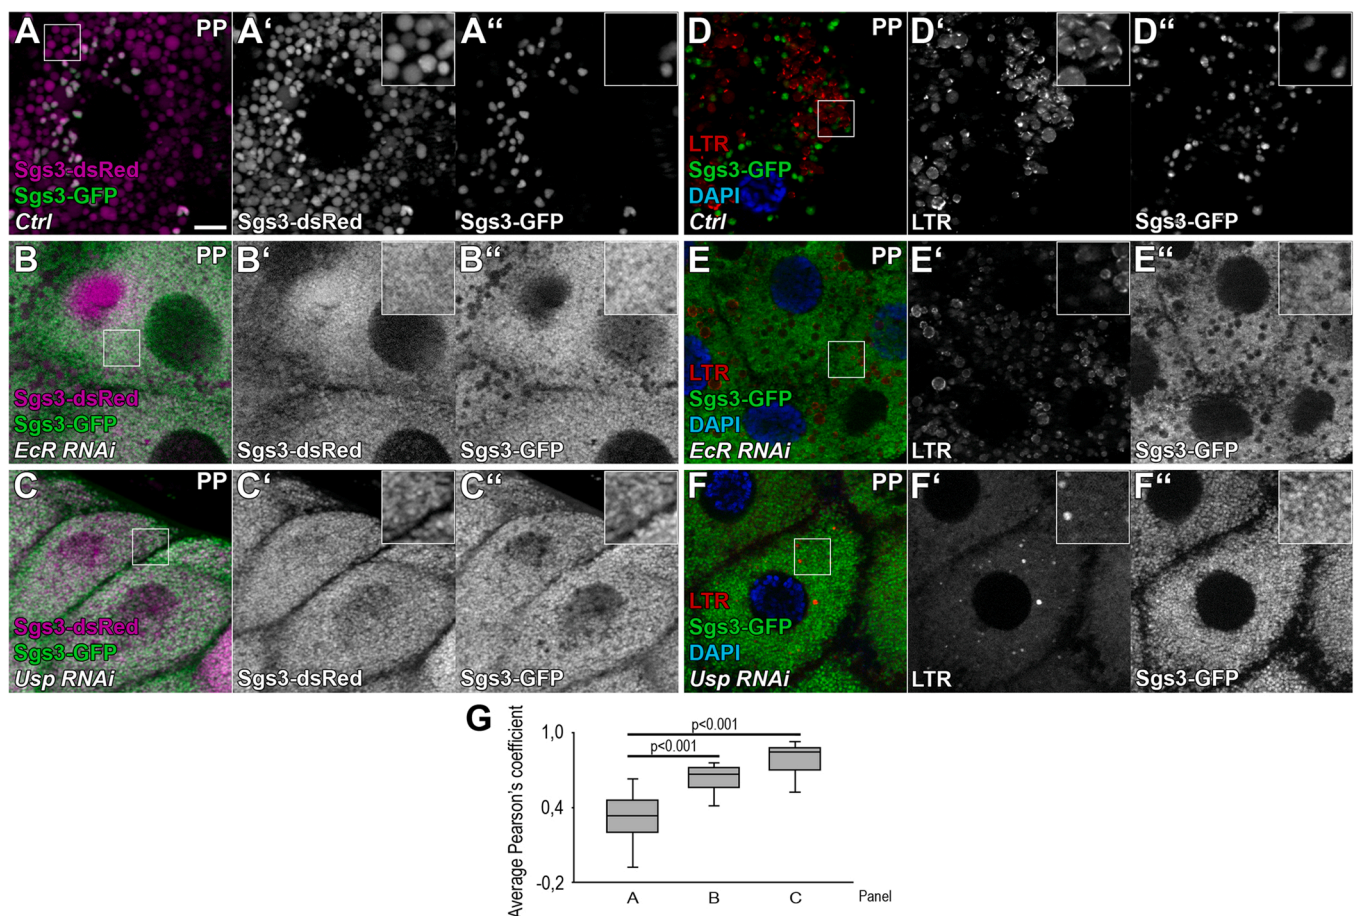 A PP
Sgs3-dsRed
Sgs3-GFP
Ctrl
A‘
Sgs3-dsRed
A“
Sgs3-GFP
D PP
LTR
Sgs3-GFP
DAPI
Ctrl
D‘
LTR
D“
Sgs3-GFP
B PP
Sgs3-dsRed
Sgs3-GFP
EcR RNAi
B‘
Sgs3-dsRed
B“
Sgs3-GFP
E PP
LTR
Sgs3-GFP
DAPI
EcR RNAi
E‘
LTR
E“
Sgs3-GFP
C PP
Sgs3-dsRed
Sgs3-GFP
Usp RNAi
C‘
Sgs3-dsRed
C“
Sgs3-GFP
F PP
LTR
Sgs3-GFP
DAPI
Usp RNAi
F‘
LTR
F“
Sgs3-GFP
G
Average Pearson’s coefficient
1,0
0,4
-0,2
p<0.001
p<0.001
A B C Panel